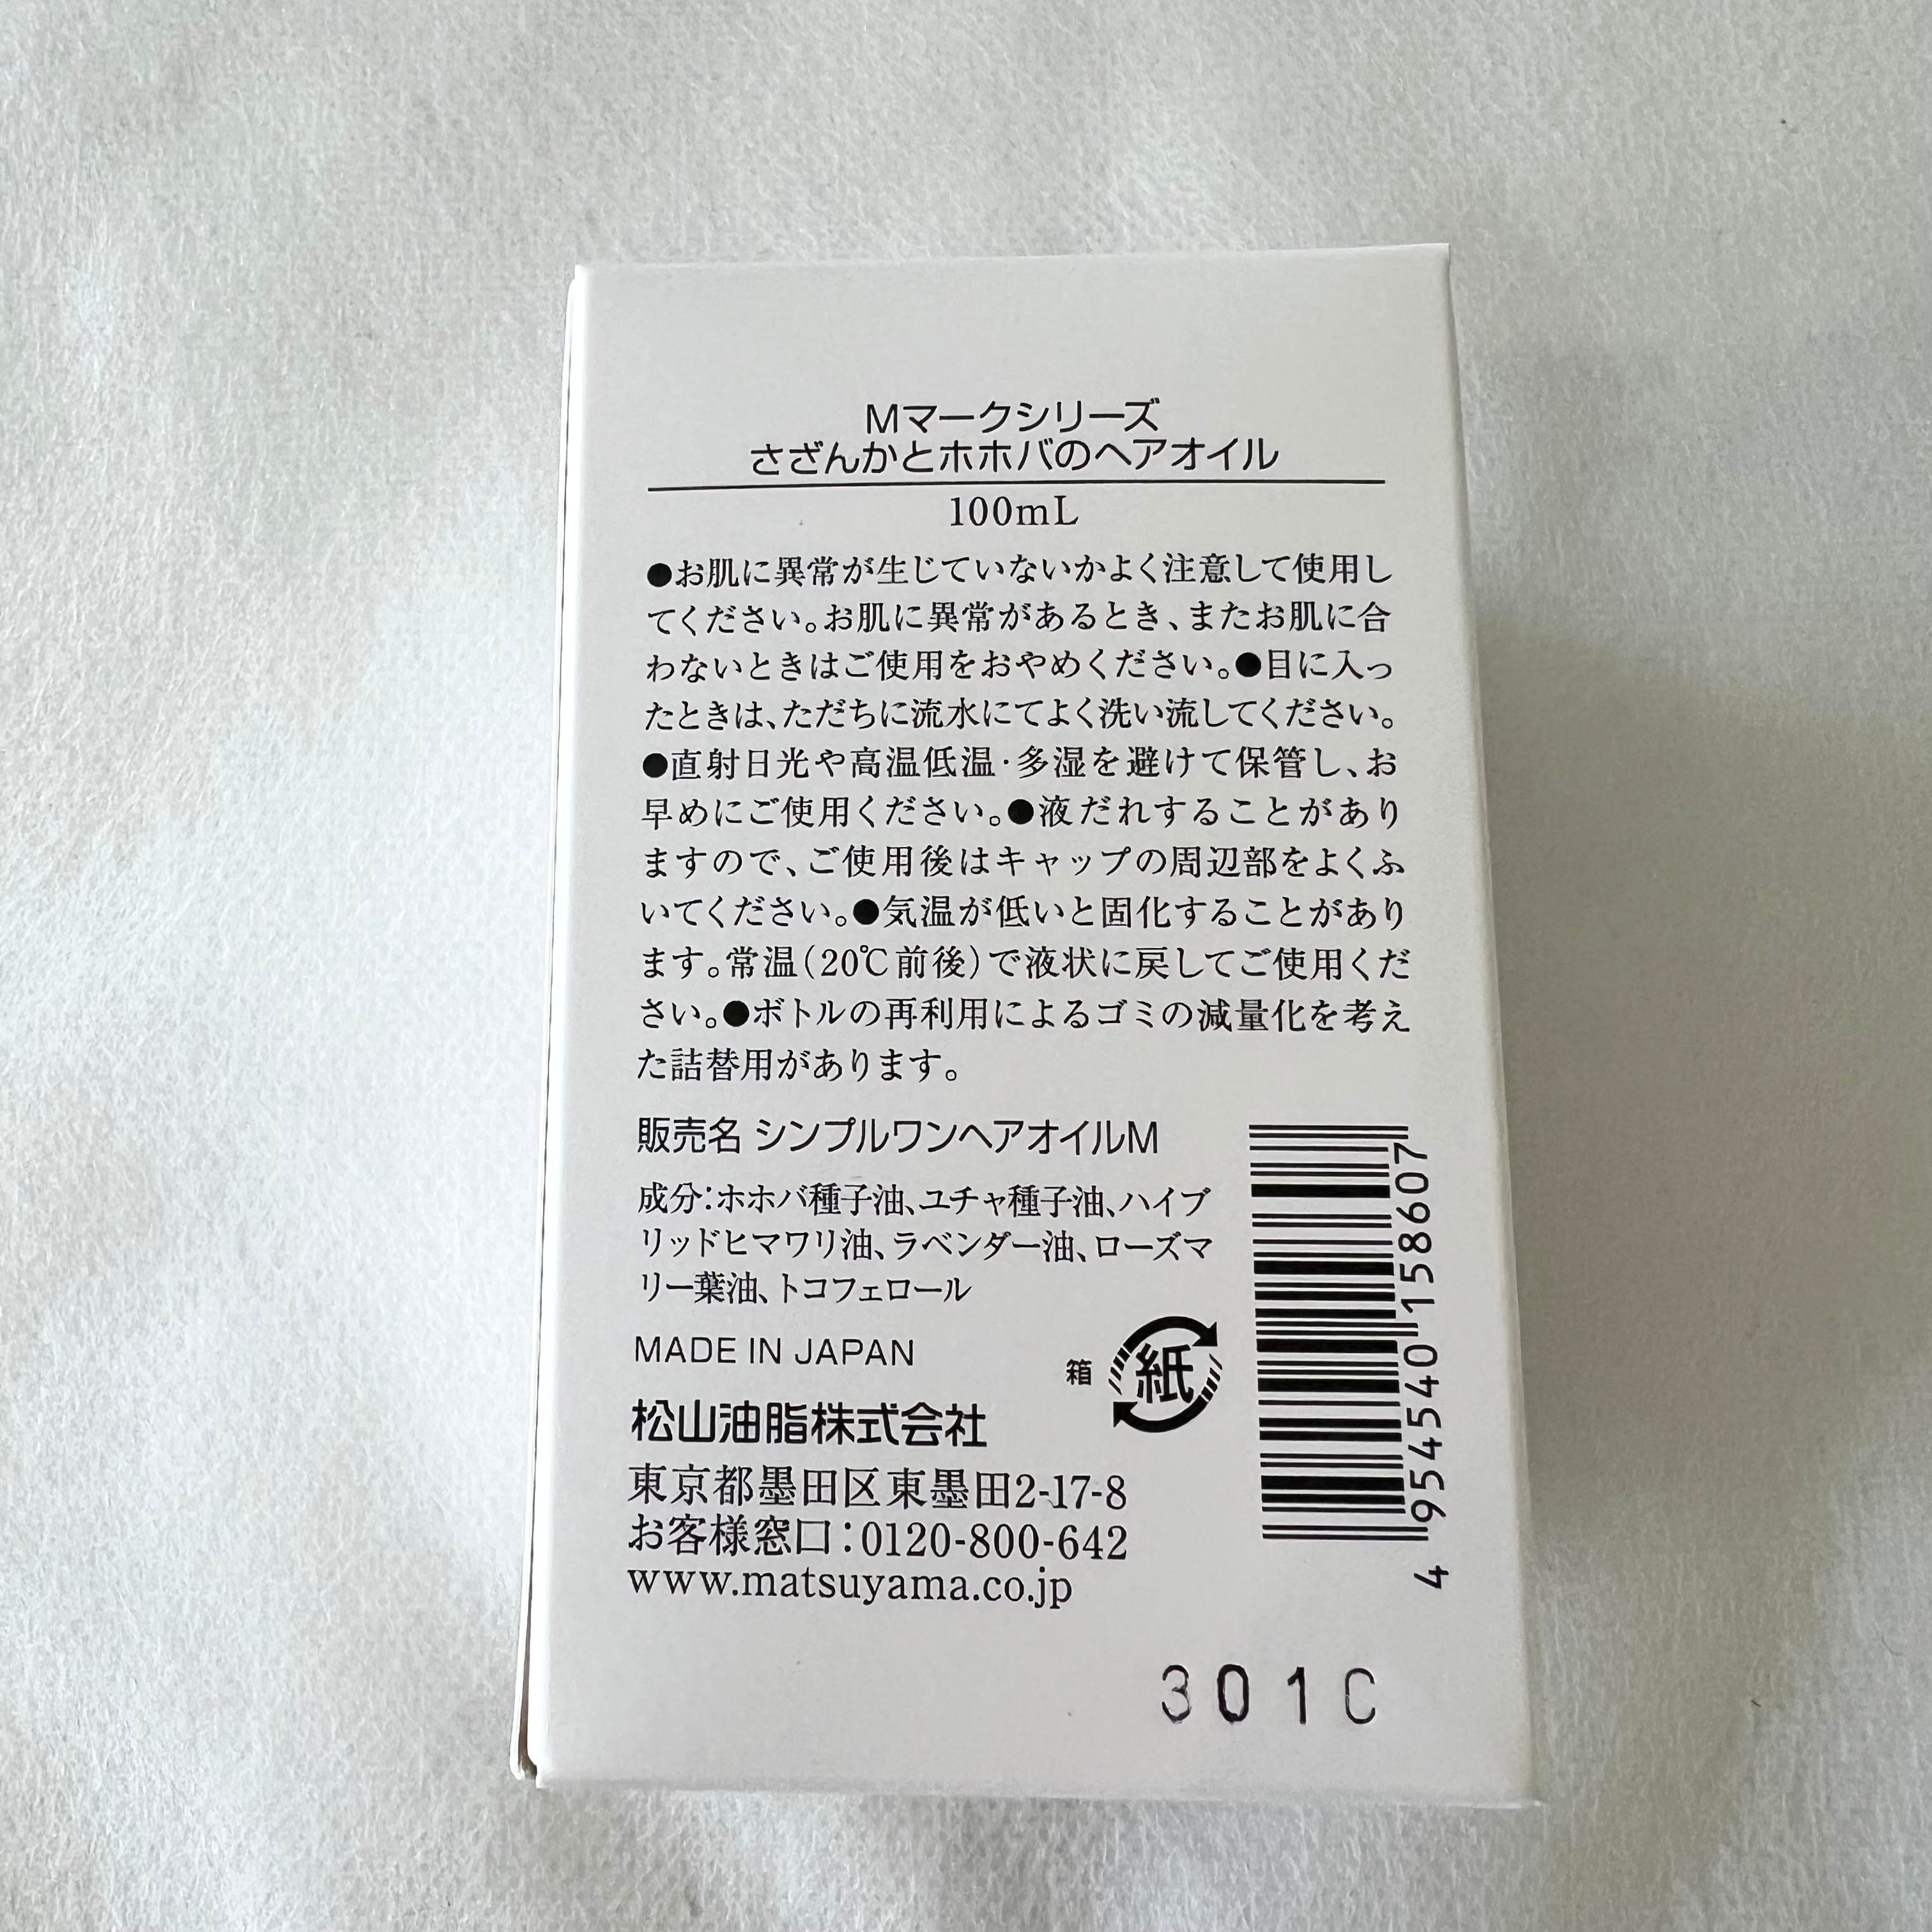 Mマークシリーズ
さざんかとホホバのヘアオイル
100mL
●お肌に異常が生じていないかよく注意して使用し
てください。お肌に異常があるとき、またお肌に合
わないときはご使用をおやめください。●目に入っ
たときは、ただちに流水にてよく洗い流してください。
●直射日光や高温低温・多湿を避けて保管し、お
早めにご使用ください。●液だれすることがあり
ますので、ご使用後はキャップの周辺部をよくふ
いてください。●気温が低いと固化することがあり
ます。常温(20℃前後)で液状に戻してご使用くだ
さい。●ボトルの再利用によるゴミの減量化を考え
た詰替用があります。
販売名 シンプルワンヘアオイルM
成分:ホホバ種子油、ユチャ種子油、ハイブ
リッドヒマワリ油、ラベンダー油、ローズマ
リー葉油、トコフェロール
MADE IN JAPAN
箱 紙
松山油脂株式会社
東京都墨田区東墨田2-17-8
お客様窓口:0120-800-642
www.matsuyama.co.jp
4 954540 158607
301C